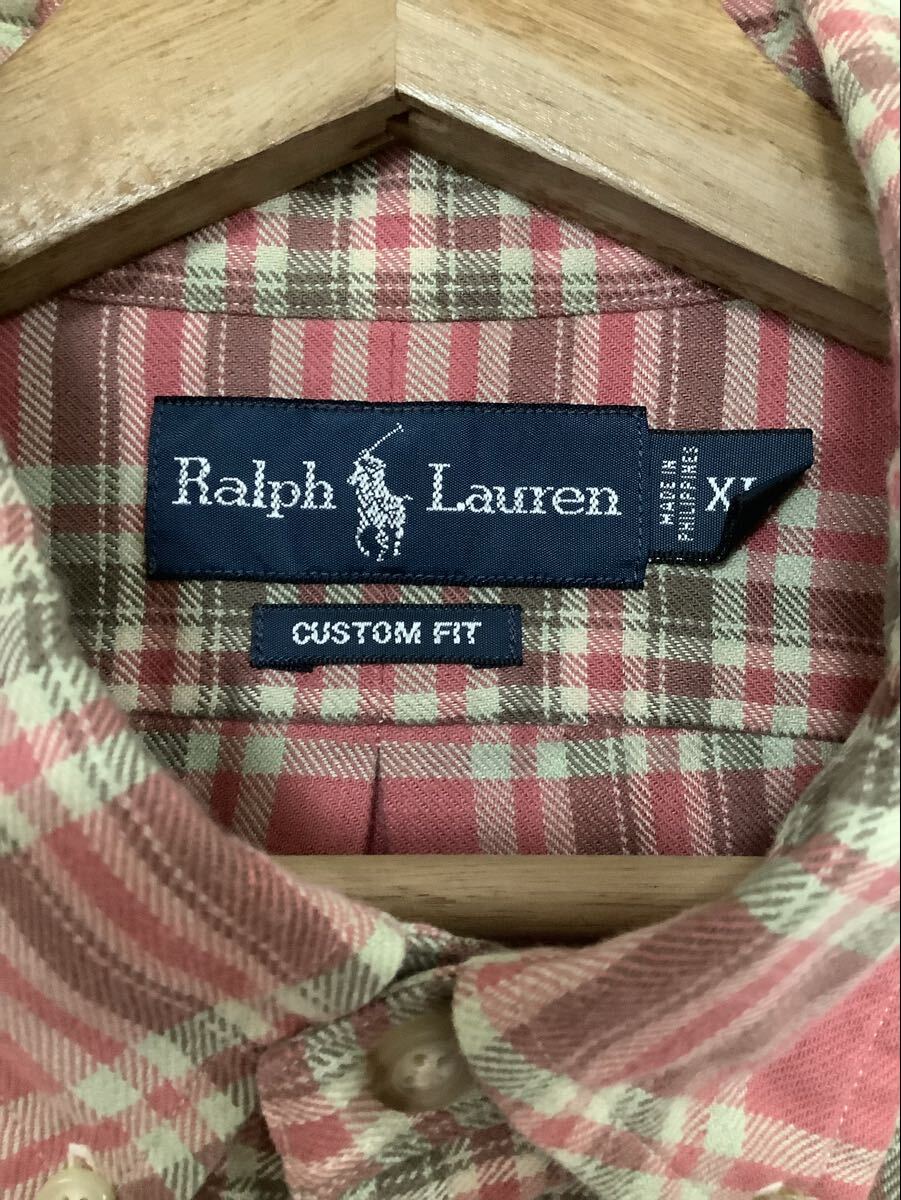 Ralph Lauren
MADE IN
PHILIPPINES
XL
CUSTOM FIT